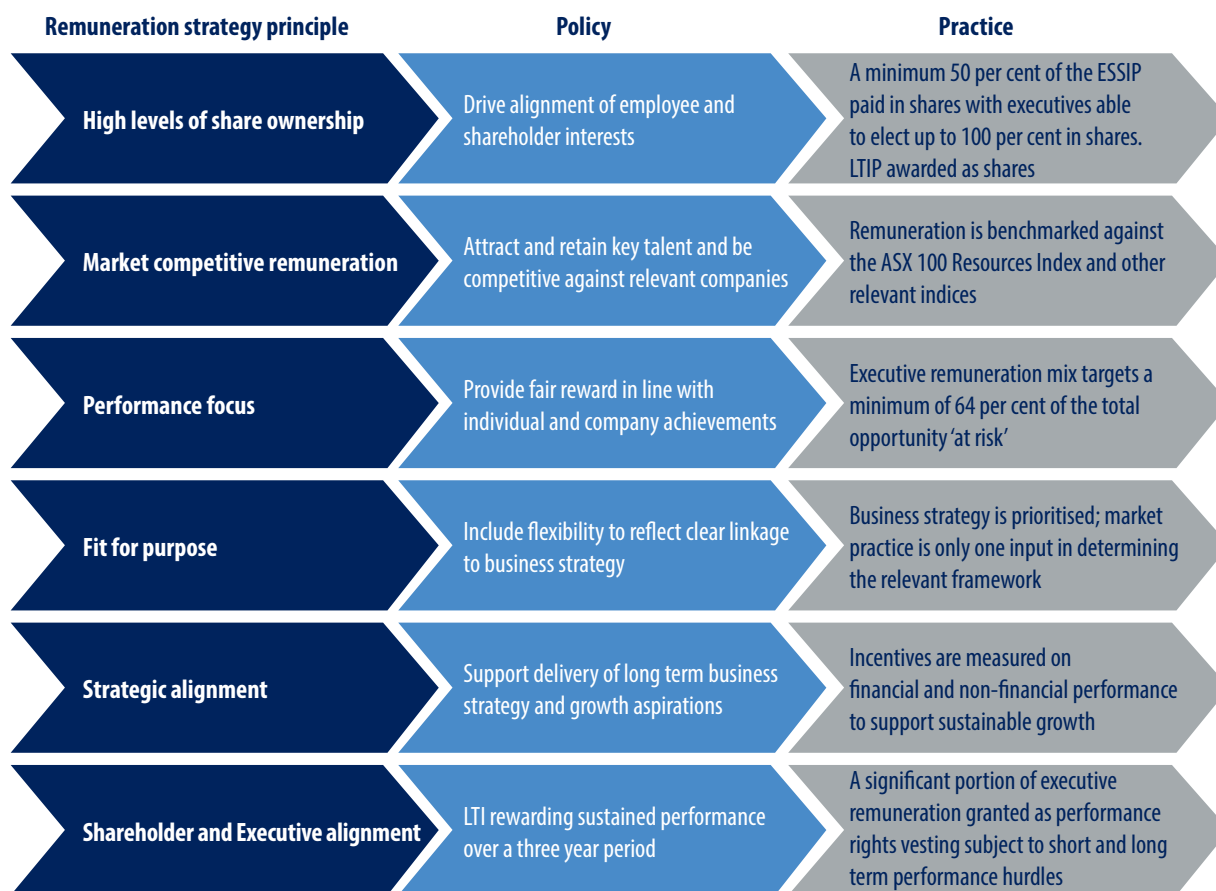 Remuneration strategy principle
Policy
Practice
High levels of share ownership
Drive alignment of employee and
shareholder interests
A minimum 50 per cent of the ESSIP
paid in shares with executives able
to elect up to 100 per cent in shares.
LTIP awarded as shares
Market competitive remuneration
Attract and retain key talent and be
competitive against relevant companies
Remuneration is benchmarked against
the ASX 100 Resources Index and other
relevant indices
Performance focus
Provide fair reward in line with
individual and company achievements
Executive remuneration mix targets a
minimum of 64 per cent of the total
opportunity ‘at risk’
Fit for purpose
Include flexibility to reflect clear linkage
to business strategy
Business strategy is prioritised; market
practice is only one input in determining
the relevant framework
Strategic alignment
Support delivery of long term business
strategy and growth aspirations
Incentives are measured on
financial and non-financial performance
to support sustainable growth
Shareholder and Executive alignment
LTI rewarding sustained performance
over a three year period
A significant portion of executive
remuneration granted as performance
rights vesting subject to short and long
term performance hurdles